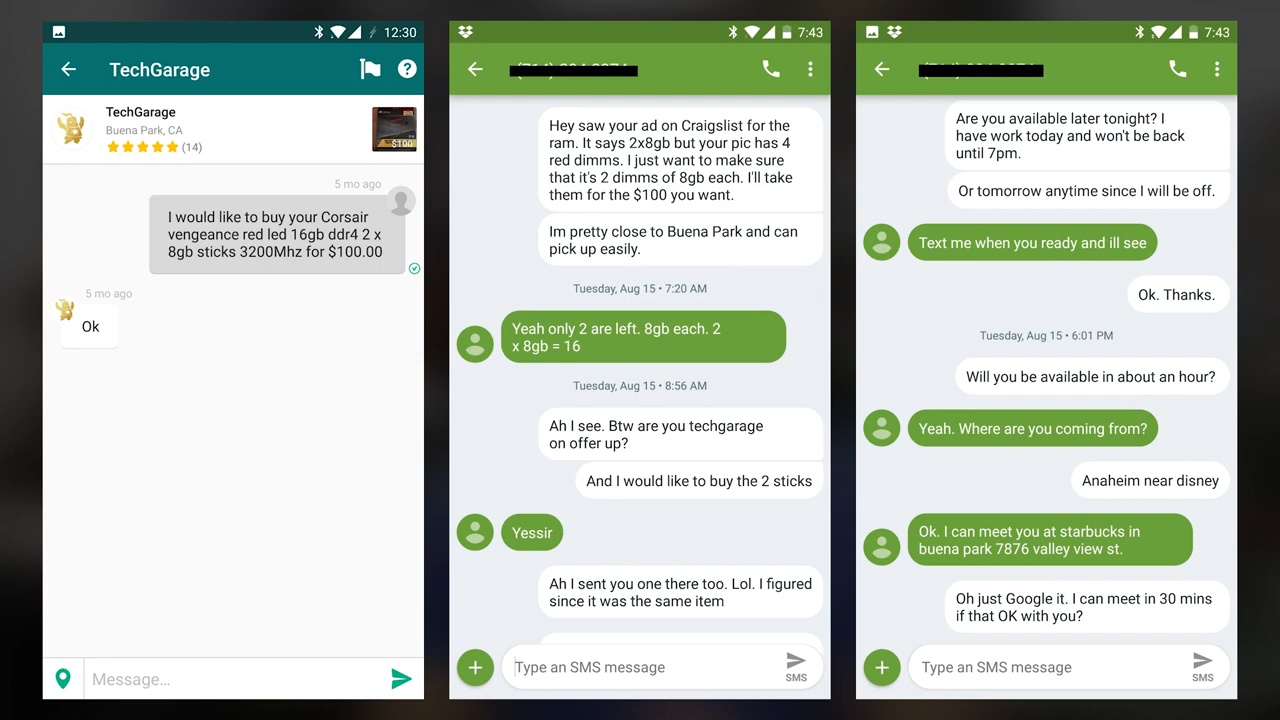 12:30
TechGarage
TechGarage
Buena Park, CA
(14)
$100
5 mo ago
I would like to buy your Corsair
vengeance red led 16gb ddr4 2 x
8gb sticks 3200Mhz for $100.00
5 mo ago
Ok
Message...
7:43
Hey saw your ad on Craigslist for the
ram. It says 2x8gb but your pic has 4
red dimms. I just want to make sure
that it's 2 dimms of 8gb each. I'll take
them for the $100 you want.
Im pretty close to Buena Park and can
pick up easily.
Tuesday, Aug 15 • 7:20 AM
Yeah only 2 are left. 8gb each. 2
x 8gb = 16
Tuesday, Aug 15 • 8:56 AM
Ah I see. Btw are you techgarage
on offer up?
And I would like to buy the 2 sticks
Yessir
Ah I sent you one there too. Lol. I figured
since it was the same item
Type an SMS message
SMS
7:43
Are you available later tonight? I
have work today and won't be back
until 7pm.
Or tomorrow anytime since I will be off.
Text me when you ready and ill see
Ok. Thanks.
Tuesday, Aug 15 • 6:01 PM
Will you be available in about an hour?
Yeah. Where are you coming from?
Anaheim near disney
Ok. I can meet you at starbucks in
buena park 7876 valley view st.
Oh just Google it. I can meet in 30 mins
if that OK with you?
Type an SMS message
SMS